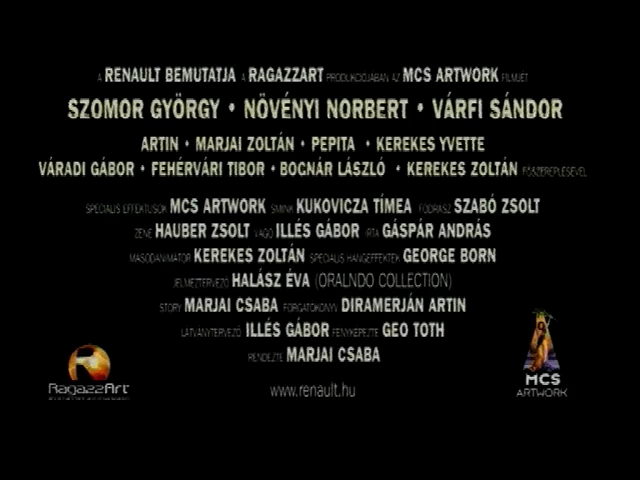 A RENAULT BEMUTATJA A RAGAZZART PRODUKCIÓJÁBAN AZ MCS ARTWORK FILMJÉT
SZOMOR GYÖRGY • NÖVÉNYI NORBERT • VÁRFI SÁNDOR
ARTIN • MARJAI ZOLTÁN • PEPITA • KEREKES YVETTE
VÁRADI GÁBOR • FEHÉRVÁRI TIBOR • BOGNÁR LÁSZLÓ • KEREKES ZOLTÁN FŐSZEREPLÉSÉVEL
SPECIÁLIS EFFEKTUSOK MCS ARTWORK SMINK KUKOVICZA TÍMEA FODRÁSZ SZABÓ ZSOLT
ZENE HAUBER ZSOLT VÁGÓ ILLÉS GÁBOR ÍRTA GÁSPÁR ANDRÁS
MÁSODANIMÁTOR KEREKES ZOLTÁN SPECIÁLIS HANGEFFEKTEK GEORGE BORN
JELMEZTERVEZŐ HALÁSZ ÉVA (ORALNDO COLLECTION)
STORY MARJAI CSABA FORGATÓKÖNYV DIRAMERJÁN ARTIN
LÁTVÁNYTERVEZŐ ILLÉS GÁBOR FÉNYKÉPEZTE GEO TOTH
RENDEZTE MARJAI CSABA
RagazzArt
www.renault.hu
MCS
ARTWORK